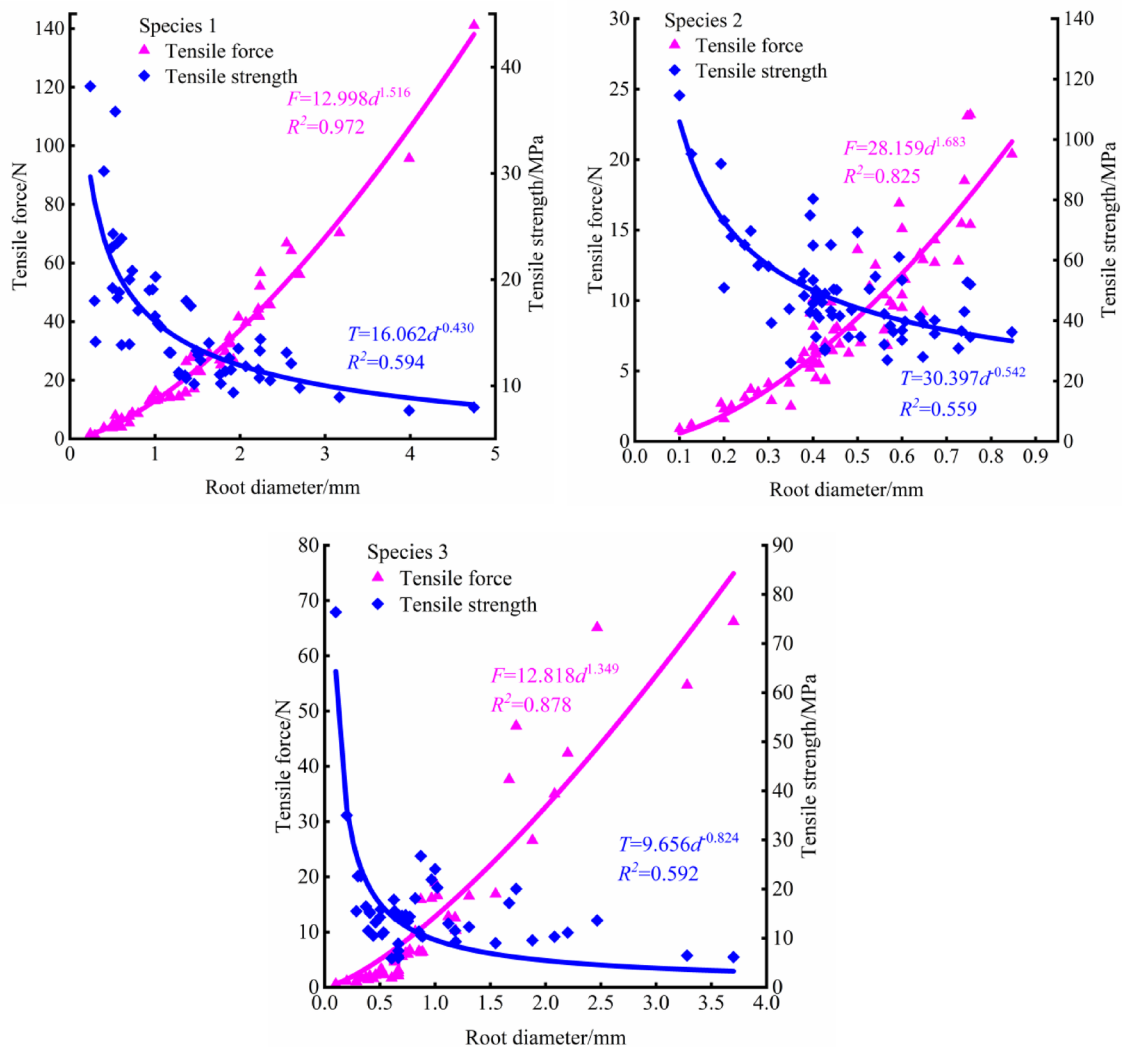 Species 1
Tensile force
Tensile strength
F=12.998d^1.516
R²=0.972
T=16.062d^-0.430
R²=0.594
Tensile force/N
140
120
100
80
60
40
20
0
Tensile strength/MPa
40
30
20
10
0 1 2 3 4 5
Root diameter/mm
Species 2
Tensile force
Tensile strength
F=28.159d^1.683
R²=0.825
T=30.397d^-0.542
R²=0.559
Tensile force/N
30
25
20
15
10
5
0
Tensile strength/MPa
140
120
100
80
60
40
20
0
0.0 0.1 0.2 0.3 0.4 0.5 0.6 0.7 0.8 0.9
Root diameter/mm
Species 3
Tensile force
Tensile strength
F=12.818d^1.349
R²=0.878
T=9.656d^-0.824
R²=0.592
Tensile force/N
80
70
60
50
40
30
20
10
0
Tensile strength/MPa
90
80
70
60
50
40
30
20
10
0
0.0 0.5 1.0 1.5 2.0 2.5 3.0 3.5 4.0
Root diameter/mm